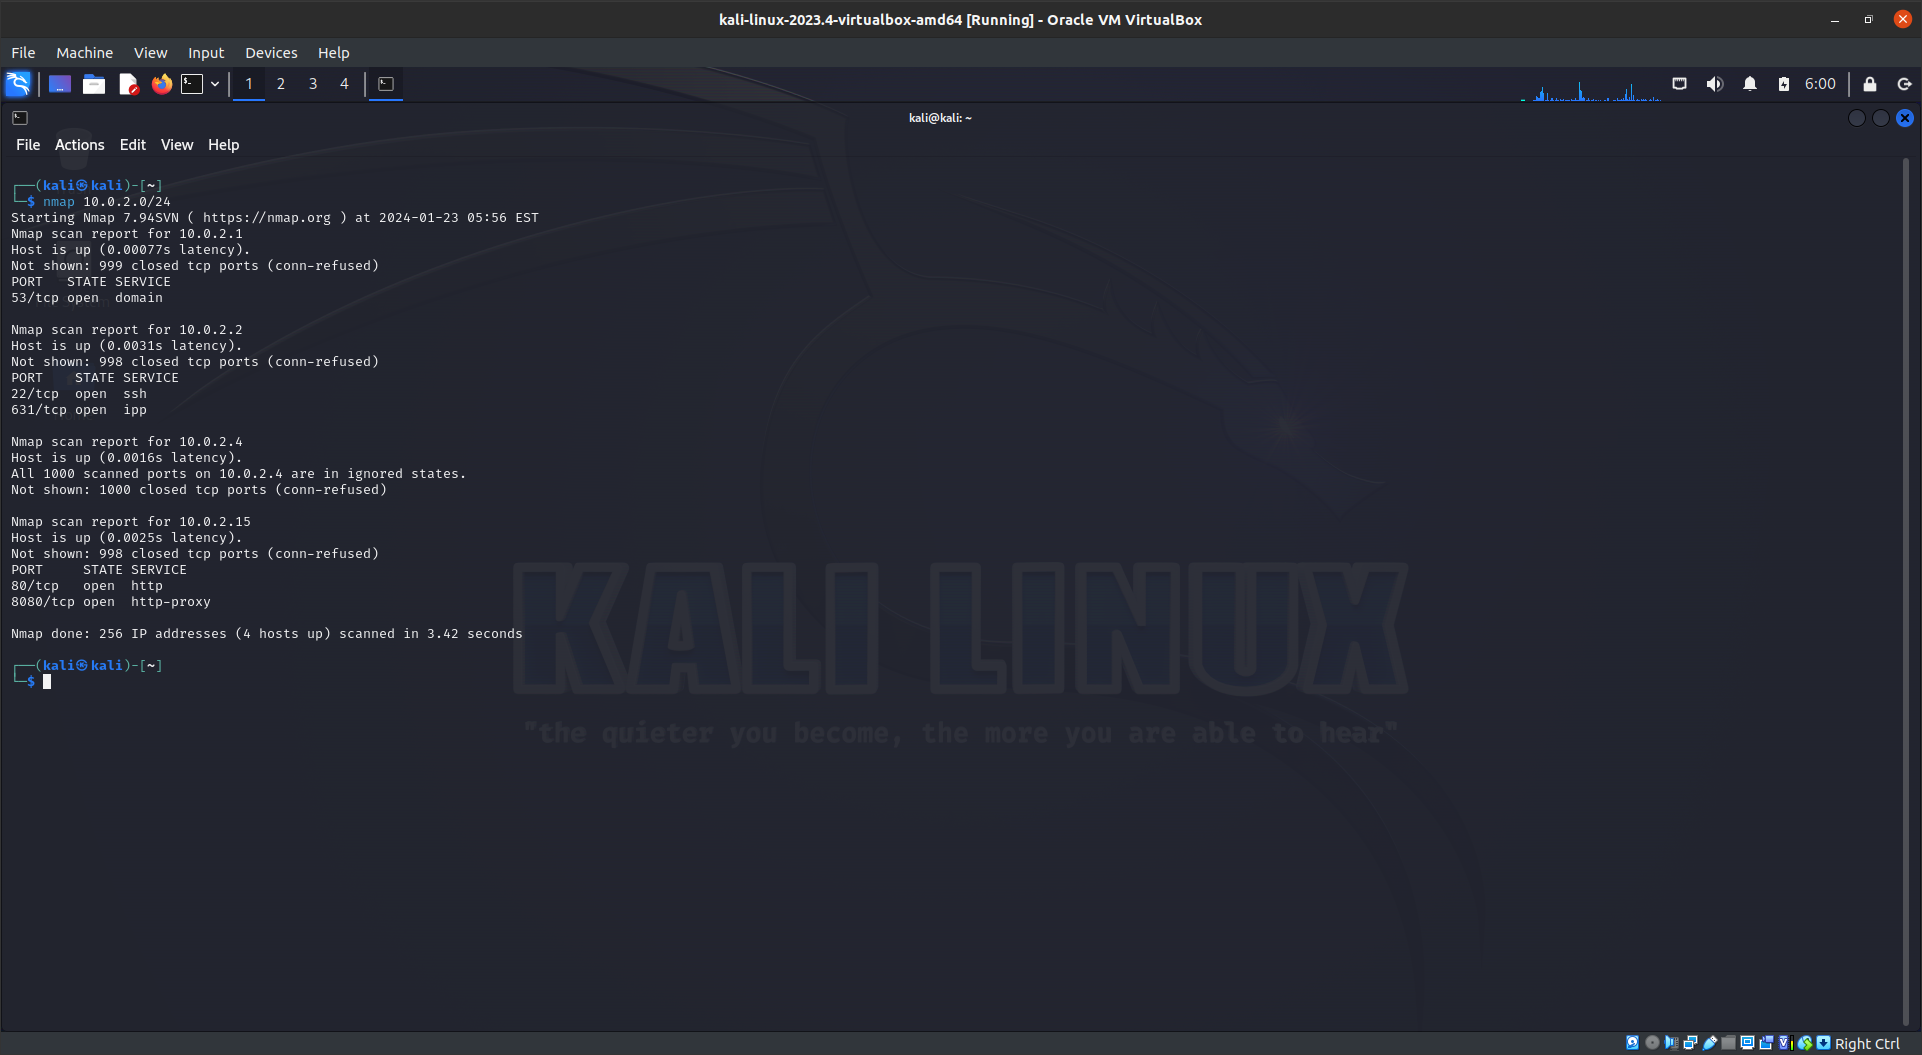 kali-linux-2023.4-virtualbox-amd64 [Running] - Oracle VM VirtualBox
File Machine View Input Devices Help
1 2 3 4 6:00
kali@kali: ~
File Actions Edit View Help
┌──(kali㉿kali)-[~]
└─$ nmap 10.0.2.0/24
Starting Nmap 7.94SVN ( https://nmap.org ) at 2024-01-23 05:56 EST
Nmap scan report for 10.0.2.1
Host is up (0.00077s latency).
Not shown: 999 closed tcp ports (conn-refused)
PORT   STATE SERVICE
53/tcp open  domain

Nmap scan report for 10.0.2.2
Host is up (0.0031s latency).
Not shown: 998 closed tcp ports (conn-refused)
PORT    STATE SERVICE
22/tcp  open  ssh
631/tcp open  ipp

Nmap scan report for 10.0.2.4
Host is up (0.0016s latency).
All 1000 scanned ports on 10.0.2.4 are in ignored states.
Not shown: 1000 closed tcp ports (conn-refused)

Nmap scan report for 10.0.2.15
Host is up (0.0025s latency).
Not shown: 998 closed tcp ports (conn-refused)
PORT     STATE SERVICE
80/tcp   open  http
8080/tcp open  http-proxy

Nmap done: 256 IP addresses (4 hosts up) scanned in 3.42 seconds

┌──(kali㉿kali)-[~]
└─$
KALI LINUX
"the quieter you become, the more you are able to hear"
Right Ctrl